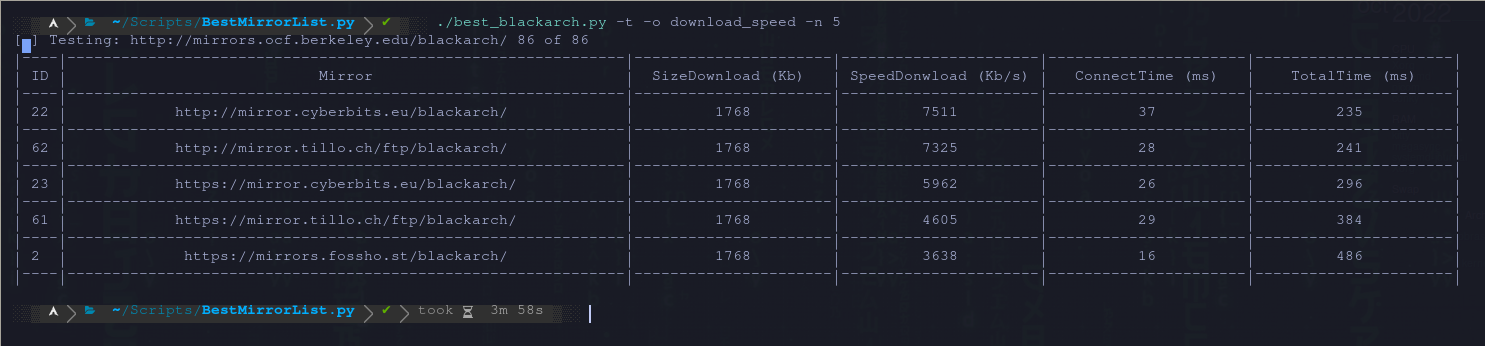 ~/Scripts/BestMirrorList.py ✔ ./best_blackarch.py -t -o download_speed -n 5
[ ] Testing: http://mirrors.ocf.berkeley.edu/blackarch/ 86 of 86
ID Mirror SizeDownload (Kb) SpeedDonwload (Kb/s) ConnectTime (ms) TotalTime (ms)
22 http://mirror.cyberbits.eu/blackarch/ 1768 7511 37 235
62 http://mirror.tillo.ch/ftp/blackarch/ 1768 7325 28 241
23 https://mirror.cyberbits.eu/blackarch/ 1768 5962 26 296
61 https://mirror.tillo.ch/ftp/blackarch/ 1768 4605 29 384
2 https://mirrors.fossho.st/blackarch/ 1768 3638 16 486
~/Scripts/BestMirrorList.py ✔ took 3m 58s